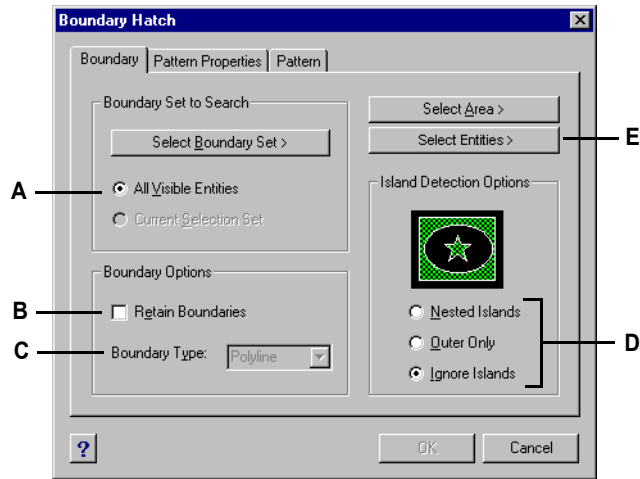 Boundary Hatch
Boundary
Pattern Properties
Pattern
Boundary Set to Search
Select Boundary Set >
A
All Visible Entities
Current Selection Set
Boundary Options
B
Retain Boundaries
C
Boundary Type:
Polyline
Select Area >
Select Entities >
E
Island Detection Options
Nested Islands
Outer Only
D
Ignore Islands
?
OK
Cancel